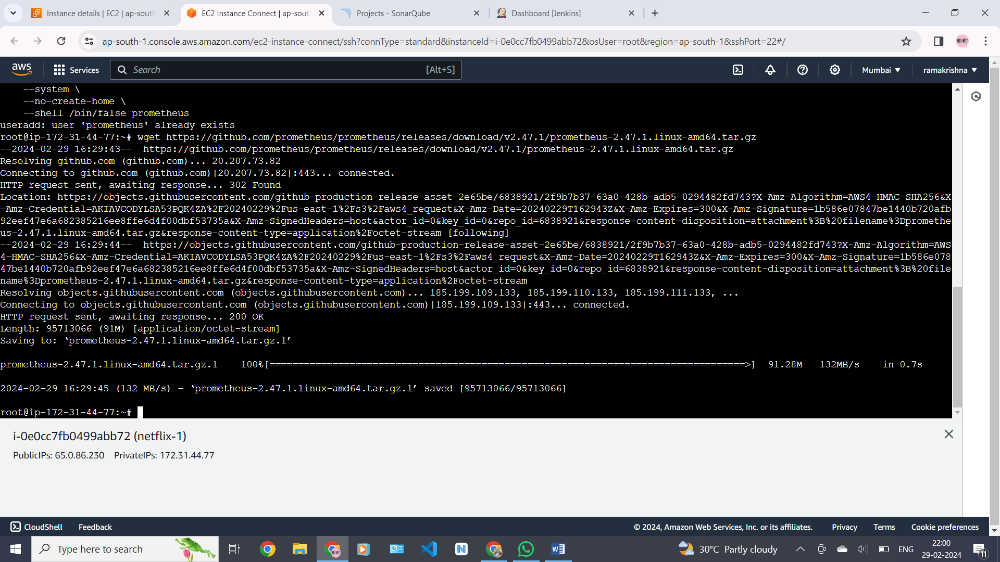 Instance details | EC2 | ap-south
EC2 Instance Connect | ap-sout
Projects - SonarQube
Dashboard [Jenkins]
ap-south-1.console.aws.amazon.com/ec2-instance-connect/ssh?connType=standard&instanceId=i-0e0cc7fb0499abb72&osUser=root&region=ap-south-1&sshPort=22#/
aws
Services
Search
[Alt+S]
Mumbai
ramakrishna
--system \
--no-create-home \
--shell /bin/false prometheus
useradd: user 'prometheus' already exists
root@ip-172-31-44-77:~# wget https://github.com/prometheus/prometheus/releases/download/v2.47.1/prometheus-2.47.1.linux-amd64.tar.gz
--2024-02-29 16:29:43--  https://github.com/prometheus/prometheus/releases/download/v2.47.1/prometheus-2.47.1.linux-amd64.tar.gz
Resolving github.com (github.com)... 20.207.73.82
Connecting to github.com (github.com)|20.207.73.82|:443... connected.
HTTP request sent, awaiting response... 302 Found
Location: https://objects.githubusercontent.com/github-production-release-asset-2e65be/6838921/2f9b7b37-63a0-428b-adb5-0294482fd743?X-Amz-Algorithm=AWS4-HMAC-SHA256&X
-Amz-Credential=AKIAVCODYLSA53PQK4ZA%2F20240229%2Fus-east-1%2Fs3%2Faws4_request&X-Amz-Date=20240229T162943Z&X-Amz-Expires=300&X-Amz-Signature=1b586e07847be1440b720afb
92eef47e6a682385216ee8ffe6d4f00dbf53735a&X-Amz-SignedHeaders=host&actor_id=0&key_id=0&repo_id=6838921&response-content-disposition=attachment%3B%20filename%3Dpromethe
us-2.47.1.linux-amd64.tar.gz&response-content-type=application%2Foctet-stream [following]
--2024-02-29 16:29:44--  https://objects.githubusercontent.com/github-production-release-asset-2e65be/6838921/2f9b7b37-63a0-428b-adb5-0294482fd743?X-Amz-Algorithm=AWS
4-HMAC-SHA256&X-Amz-Credential=AKIAVCODYLSA53PQK4ZA%2F20240229%2Fus-east-1%2Fs3%2Faws4_request&X-Amz-Date=20240229T162943Z&X-Amz-Expires=300&X-Amz-Signature=1b586e078
47be1440b720afb92eef47e6a682385216ee8ffe6d4f00dbf53735a&X-Amz-SignedHeaders=host&actor_id=0&key_id=0&repo_id=6838921&response-content-disposition=attachment%3B%20file
name%3Dprometheus-2.47.1.linux-amd64.tar.gz&response-content-type=application%2Foctet-stream
Resolving objects.githubusercontent.com (objects.githubusercontent.com)... 185.199.109.133, 185.199.110.133, 185.199.111.133, ...
Connecting to objects.githubusercontent.com (objects.githubusercontent.com)|185.199.109.133|:443... connected.
HTTP request sent, awaiting response... 200 OK
Length: 95713066 (91M) [application/octet-stream]
Saving to: ‘prometheus-2.47.1.linux-amd64.tar.gz.1’
prometheus-2.47.1.linux-amd64.tar.gz.1    100%[===================================================================================>]  91.28M   132MB/s    in 0.7s
2024-02-29 16:29:45 (132 MB/s) - ‘prometheus-2.47.1.linux-amd64.tar.gz.1’ saved [95713066/95713066]
root@ip-172-31-44-77:~#
i-0e0cc7fb0499abb72 (netflix-1)
PublicIPs: 65.0.86.230 PrivateIPs: 172.31.44.77
CloudShell
Feedback
© 2024, Amazon Web Services, Inc. or its affiliates.
Privacy
Terms
Cookie preferences
Type here to search
30°C Partly cloudy
ENG
22:00
29-02-2024
11